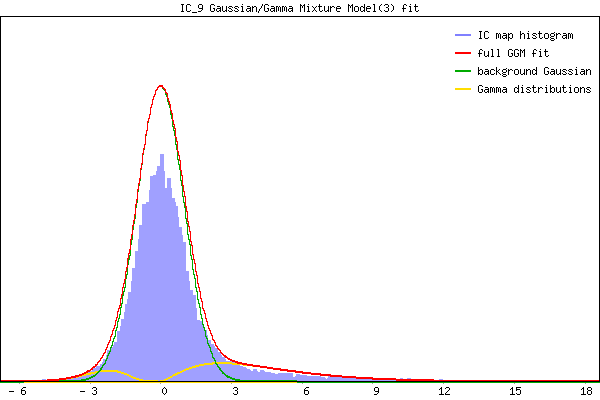 IC_9 Gaussian/Gamma Mixture Model(3) fit
IC map histogram
full GGM fit
background Gaussian
Gamma distributions
-6 -3 0 3 6 9 12 15 18